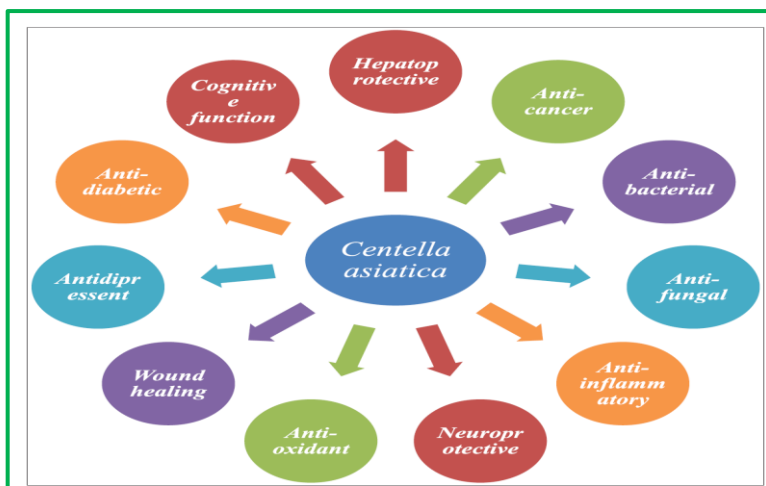 Hepatop
rotective
Anti-
cancer
Anti-
bacterial
Anti-
fungal
Anti-
inflamm
atory
Neuropr
otective
Anti-
oxidant
Wound
healing
Antidipr
essent
Anti-
diabetic
Cognitiv
e
function
Centella
asiatica